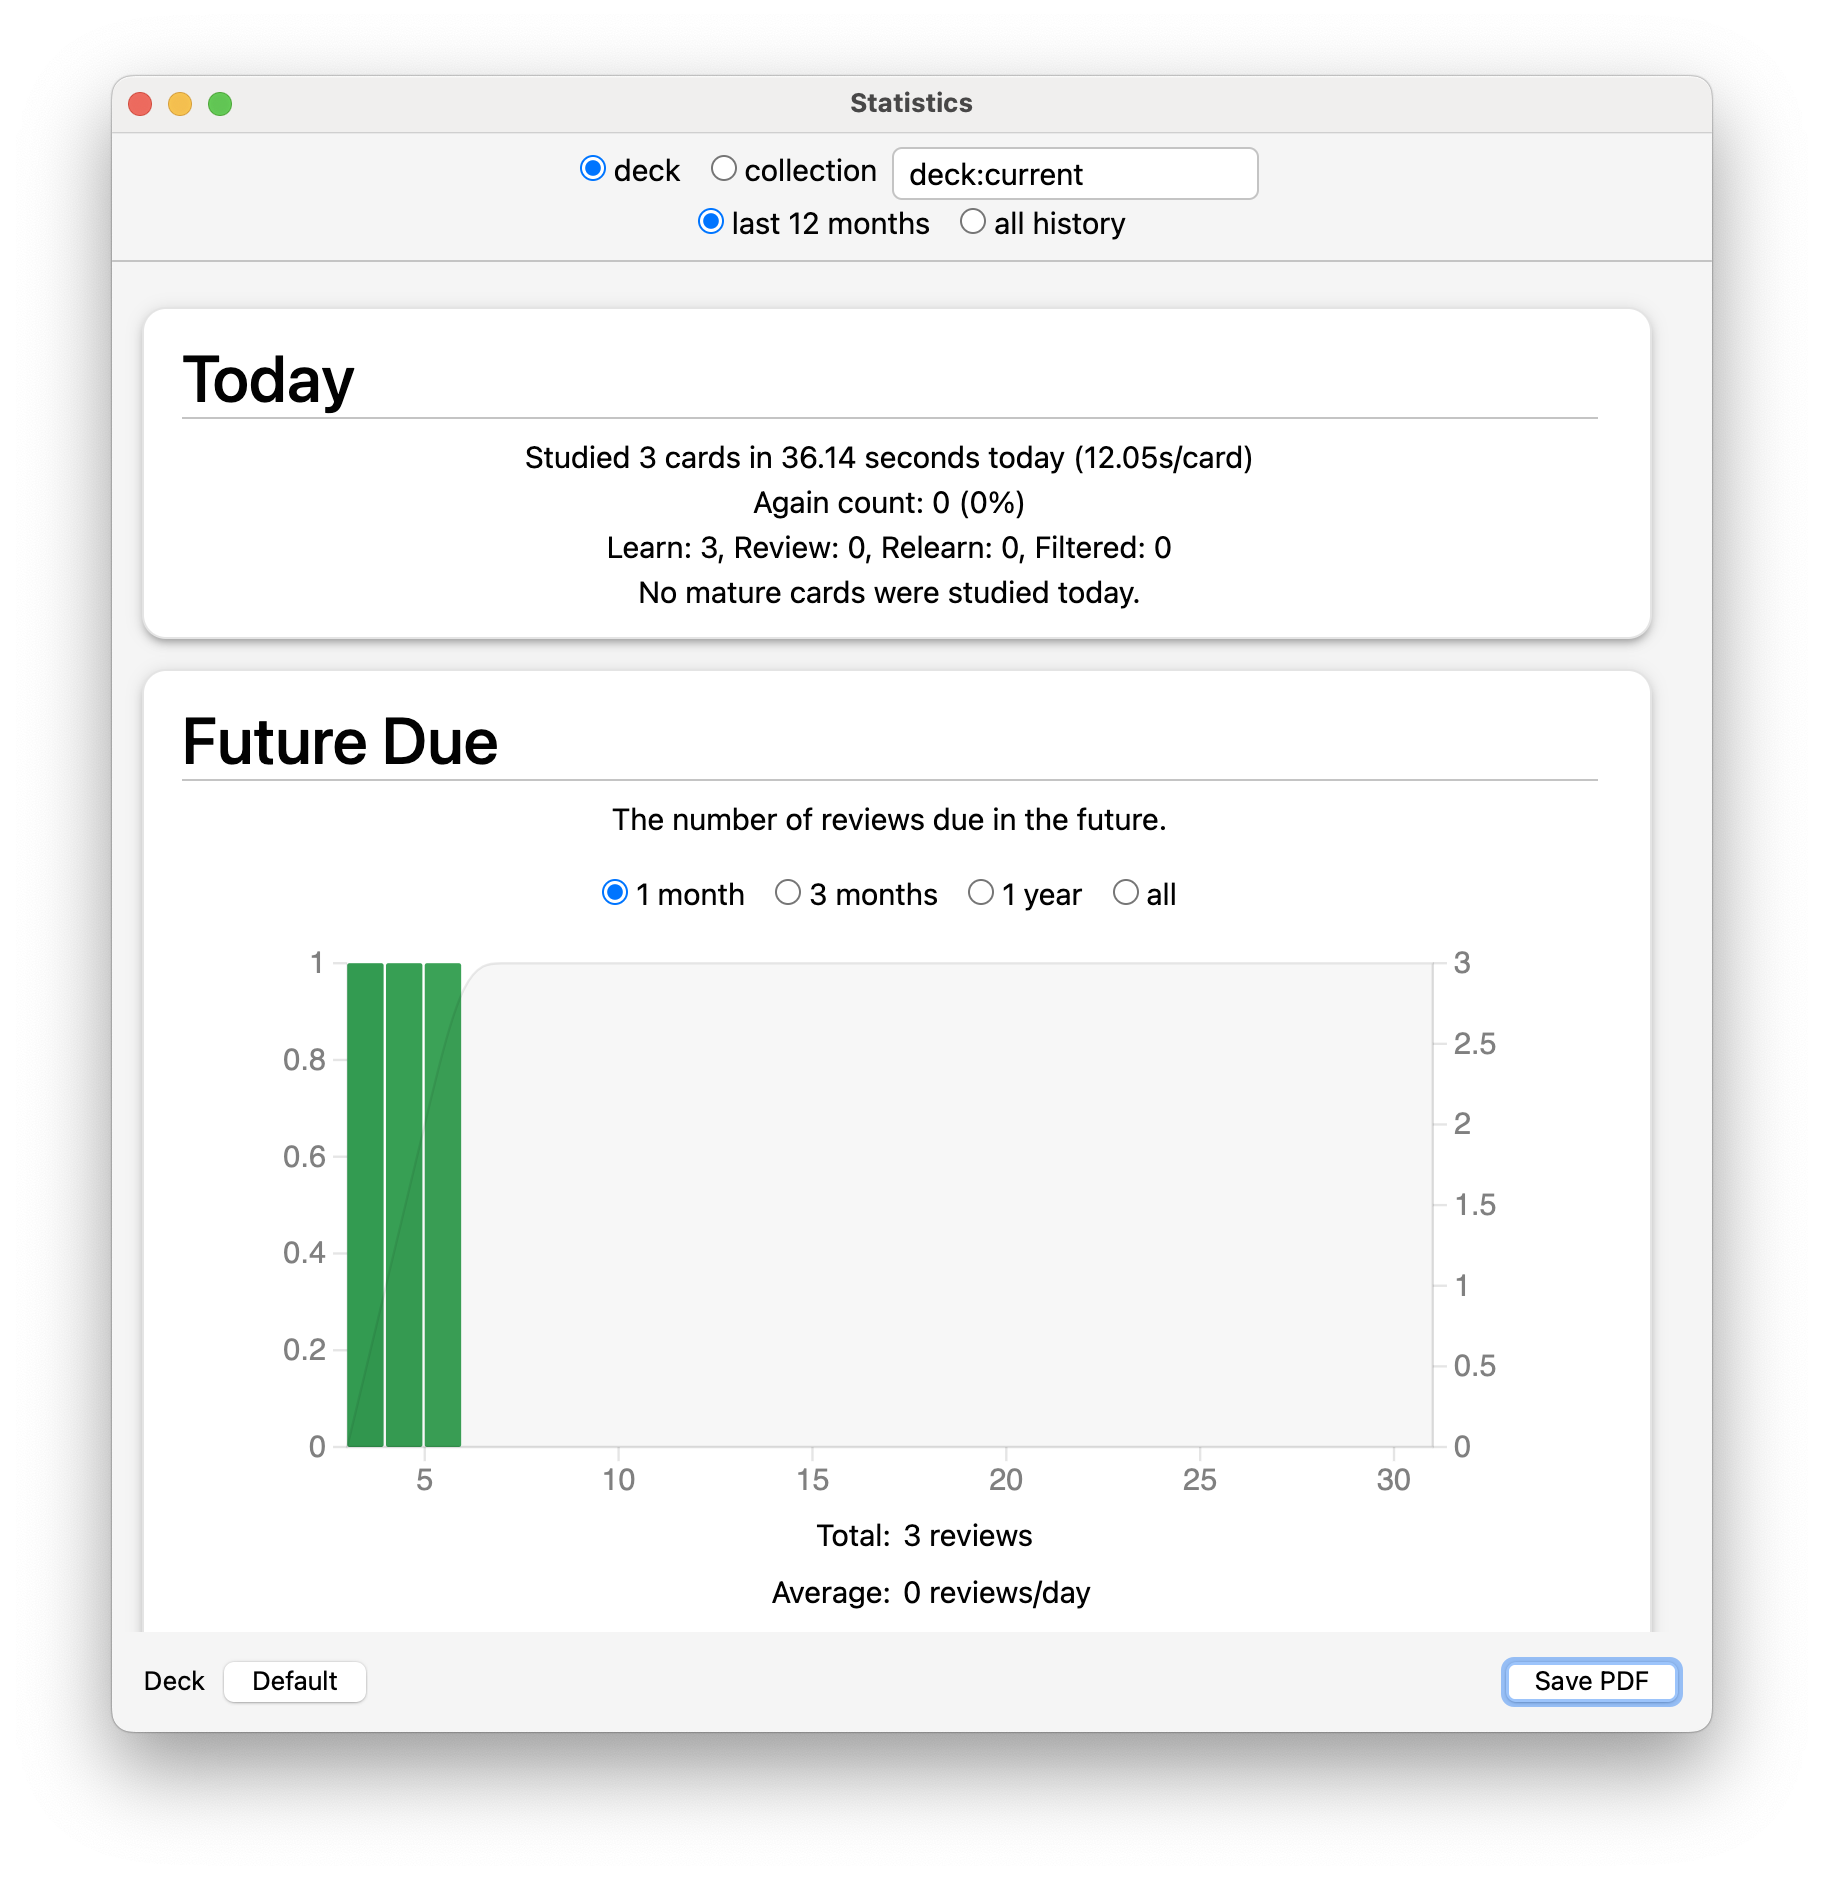 Statistics
deck collection deck:current
last 12 months all history
Today
Studied 3 cards in 36.14 seconds today (12.05s/card)
Again count: 0 (0%)
Learn: 3, Review: 0, Relearn: 0, Filtered: 0
No mature cards were studied today.
Future Due
The number of reviews due in the future.
1 month 3 months 1 year all
1 3
0.8 2.5
0.6 2
0.4 1.5
0.2 1
0 0.5
0
5 10 15 20 25 30
Total: 3 reviews
Average: 0 reviews/day
Deck Default Save PDF